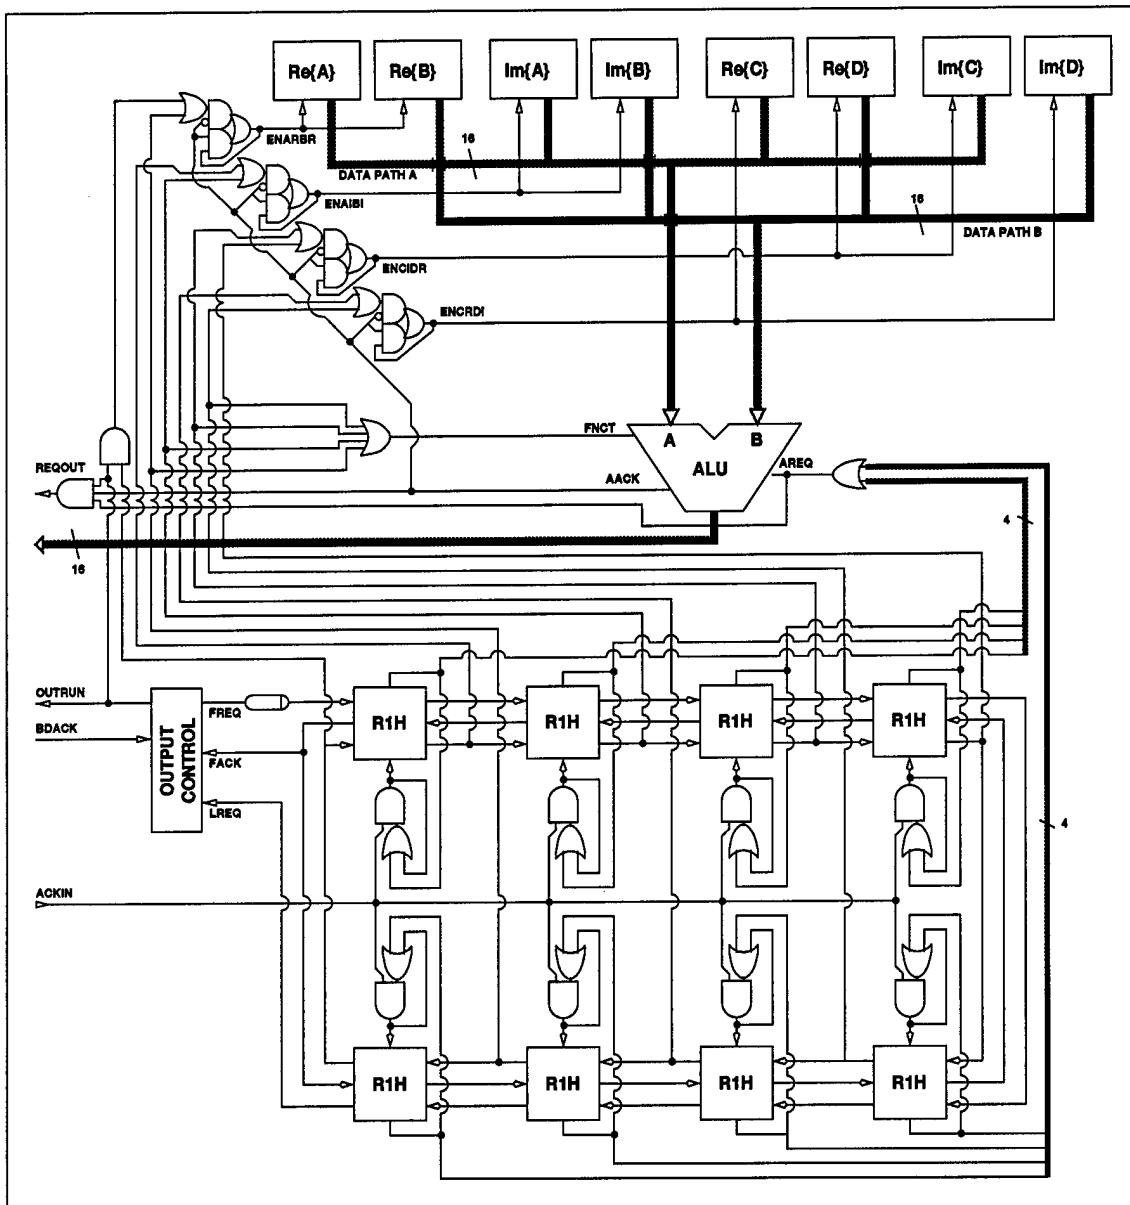 Re{A}
Re{B}
Im{A}
Im{B}
Re{C}
Re{D}
Im{C}
Im{D}
ENARBR
16
DATA PATH A
ENAIBI
16
DATA PATH B
ENCIDR
ENCRDI
FNCT
A
B
ALU
AREQ
REQOUT
AACK
4
16
OUTRUN
FREQ
BDACK
OUTPUT CONTROL
FACK
LREQ
R1H
R1H
R1H
R1H
4
ACKIN
R1H
R1H
R1H
R1H